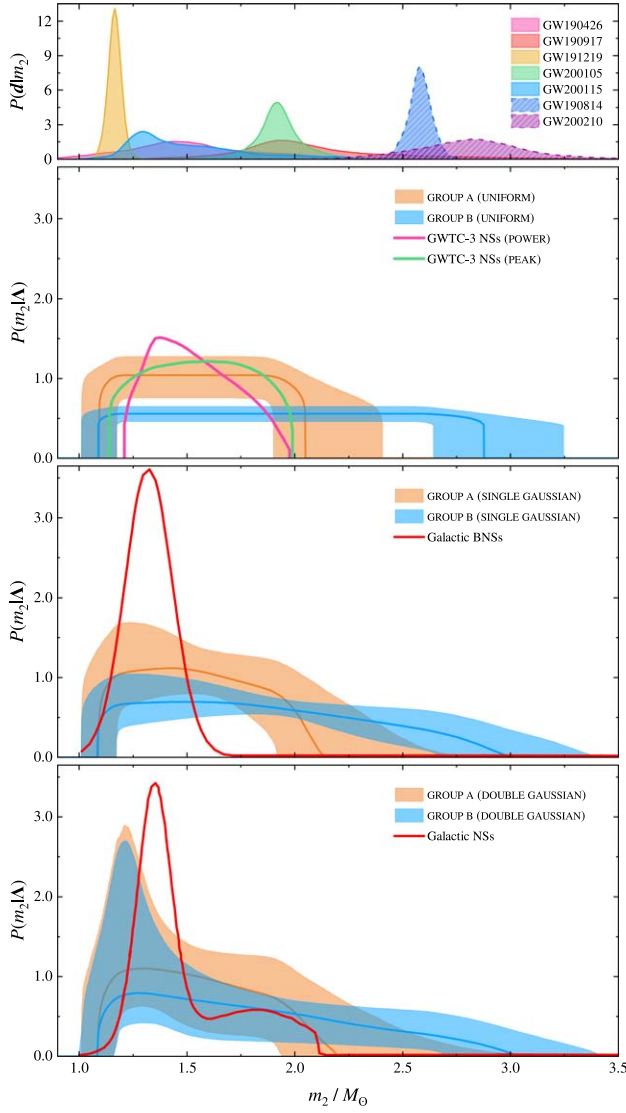 12
9
6
3
0
P(d|m₂)
GW190426
GW190917
GW191219
GW200105
GW200115
GW190814
GW200210
3.0
2.0
1.0
0.0
P(m₂|Λ)
GROUP A (UNIFORM)
GROUP B (UNIFORM)
GWTC-3 NSs (POWER)
GWTC-3 NSs (PEAK)
3.0
2.0
1.0
0.0
P(m₂|Λ)
GROUP A (SINGLE GAUSSIAN)
GROUP B (SINGLE GAUSSIAN)
Galactic BNSs
3.0
2.0
1.0
0.0
P(m₂|Λ)
GROUP A (DOUBLE GAUSSIAN)
GROUP B (DOUBLE GAUSSIAN)
Galactic NSs
1.0 1.5 2.0 2.5 3.0 3.5
m₂ / M_Θ